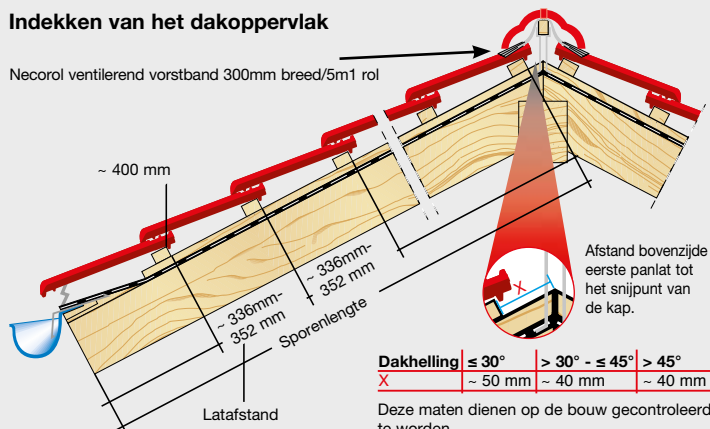 Indekken van het dakoppervlak
Necorol ventilerend vorstband 300mm breed/5m1 rol
~ 400 mm
~ 336mm-
352 mm
~ 336mm-
352 mm
Sporenlengte
Latafstand
X
Afstand bovenzijde
eerste panlat tot
het snijpunt van
de kap.
Dakhelling ≤ 30° > 30° - ≤ 45° > 45°
X ~ 50 mm ~ 40 mm ~ 40 mm
Deze maten dienen op de bouw gecontroleerd
te worden